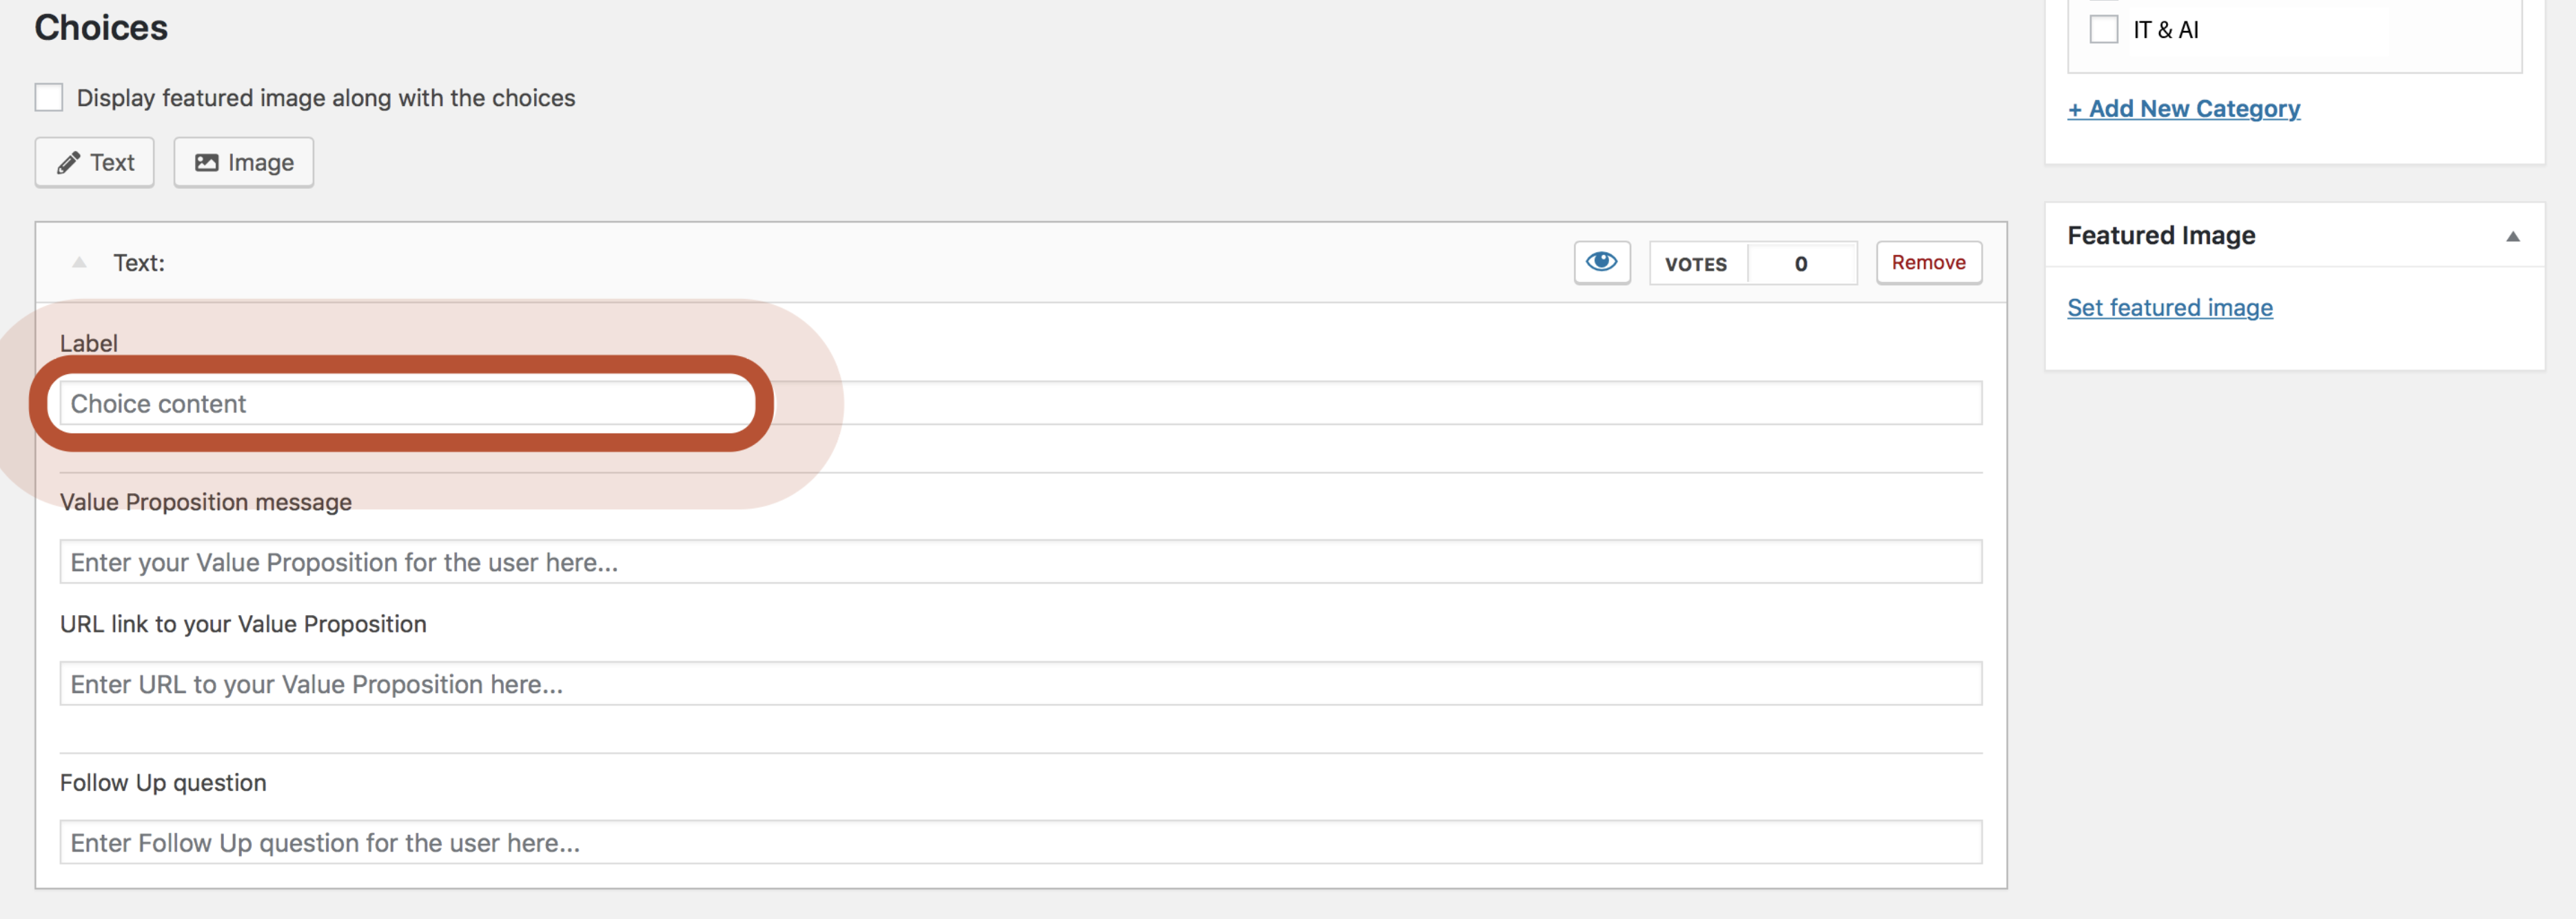 Choices
Display featured image along with the choices
Text
Image
Text:
VOTES
0
Remove
Label
Choice content
Value Proposition message
Enter your Value Proposition for the user here...
URL link to your Value Proposition
Enter URL to your Value Proposition here...
Follow Up question
Enter Follow Up question for the user here...
IT & AI
+ Add New Category
Featured Image
Set featured image